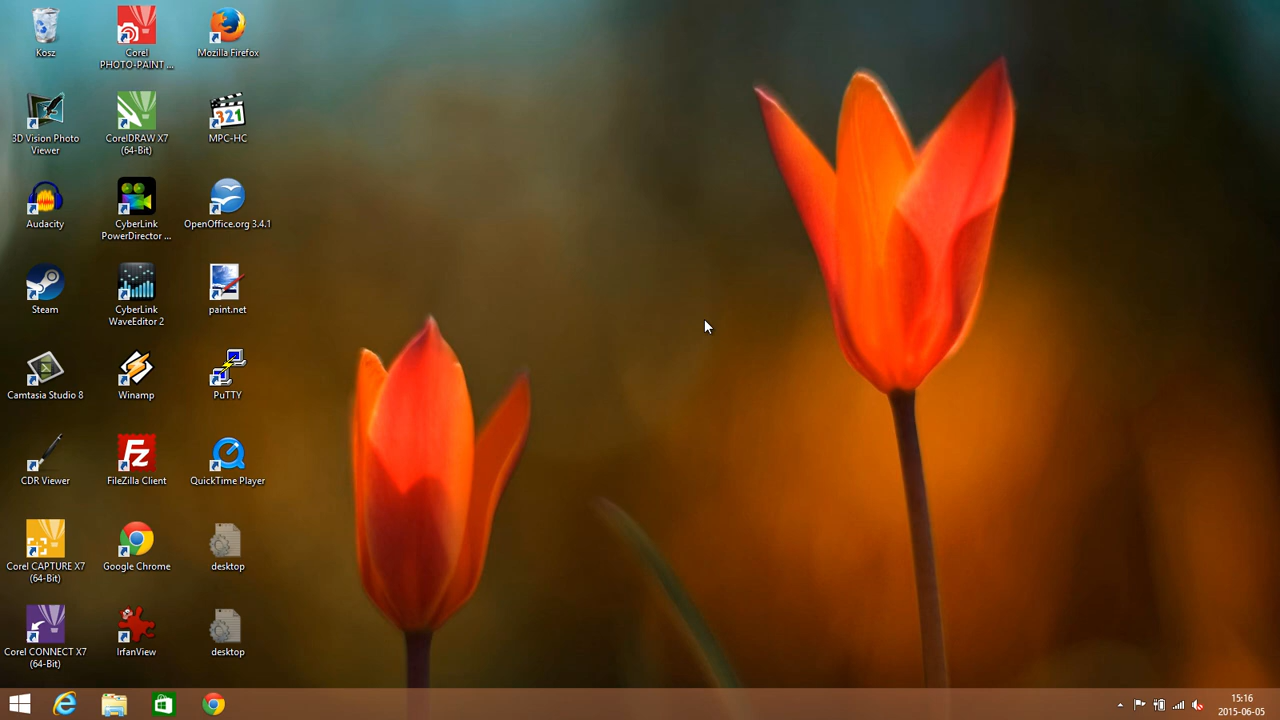 Kosz
Corel
PHOTO-PAINT ...
Mozilla Firefox
3D Vision Photo
Viewer
CorelDRAW X7
(64-Bit)
321
MPC-HC
Audacity
CyberLink
PowerDirector ...
OpenOffice.org 3.4.1
Steam
CyberLink
WaveEditor 2
paint.net
Camtasia Studio 8
Winamp
PuTTY
CDR Viewer
Fz
FileZilla Client
QuickTime Player
Corel CAPTURE X7
(64-Bit)
Google Chrome
desktop
Corel CONNECT X7
(64-Bit)
IrfanView
desktop
15:16
2015-06-05